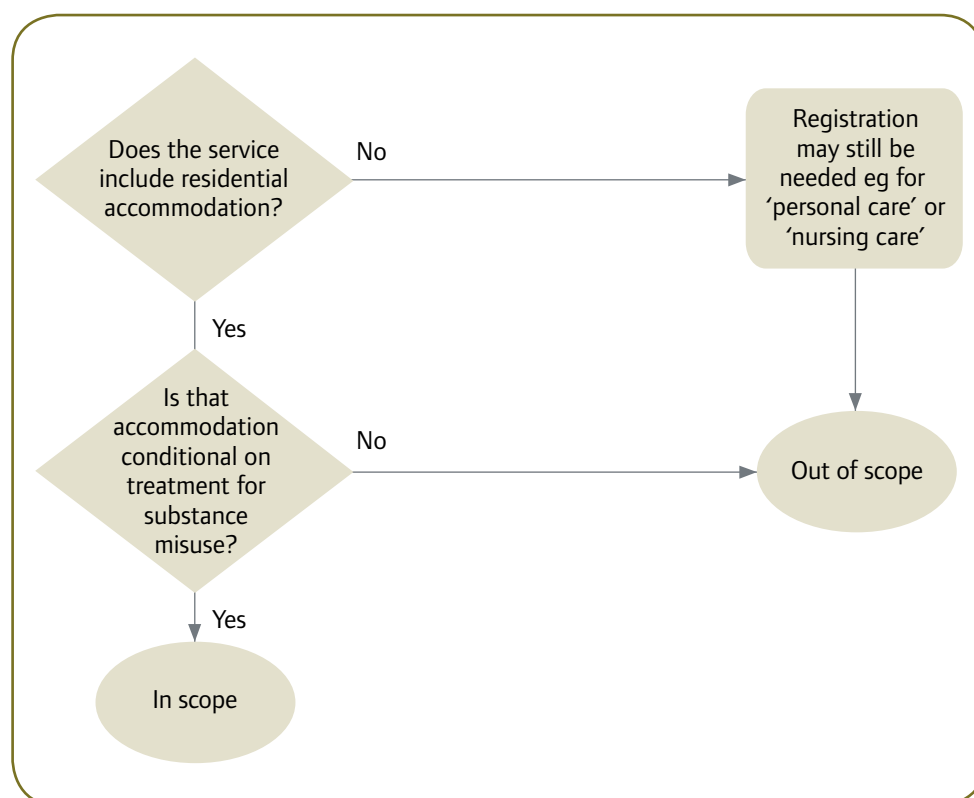 Does the service
include residential
accommodation?
No
Registration
may still be
needed eg for
‘personal care’ or
‘nursing care’
Yes
Is that
accommodation
conditional on
treatment for
substance
misuse?
No
Out of scope
Yes
In scope